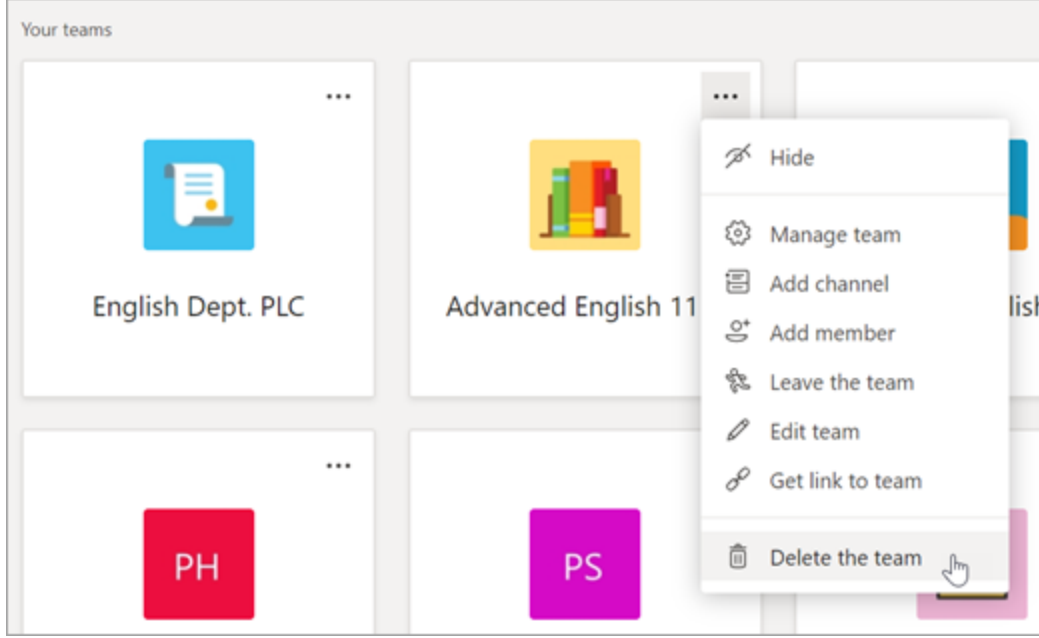 Your teams
English Dept. PLC
Advanced English 11
Hide
Manage team
Add channel
Add member
Leave the team
Edit team
Get link to team
Delete the team
PH
PS